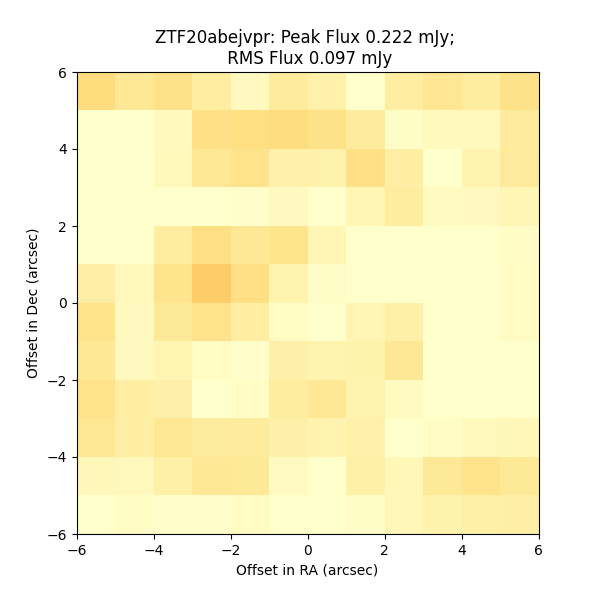 ZTF20abejvpr: Peak Flux 0.222 mJy;
RMS Flux 0.097 mJy
6
4
2
0
−2
−4
−6
Offset in Dec (arcsec)
−6 −4 −2 0 2 4 6
Offset in RA (arcsec)